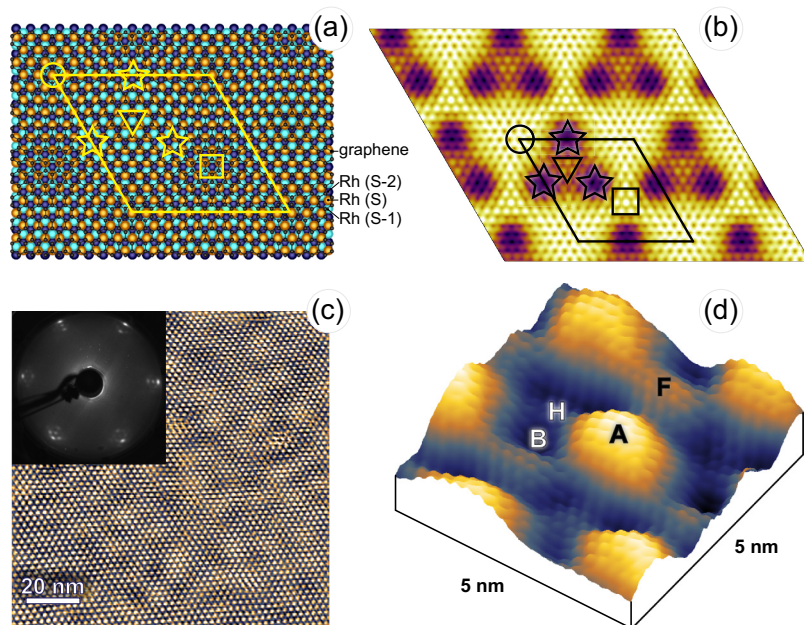 (a)
(b)
graphene
Rh (S-2)
Rh (S)
Rh (S-1)
(c)
(d)
F
H
A
B
20 nm
5 nm
5 nm